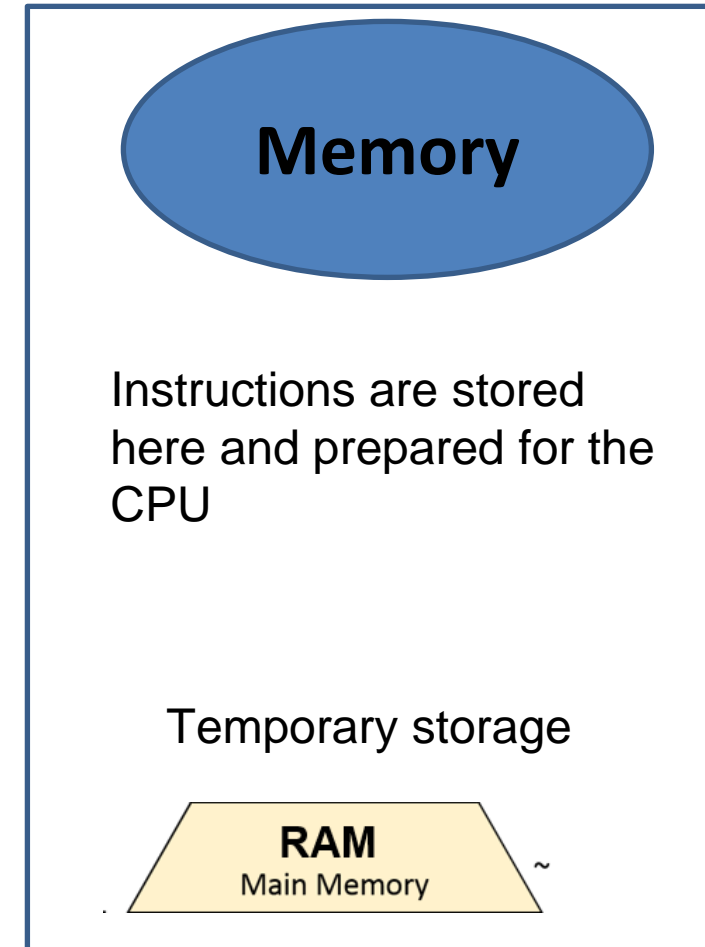 Memory
Instructions are stored
here and prepared for the
CPU
Temporary storage
RAM
Main Memory
~
.